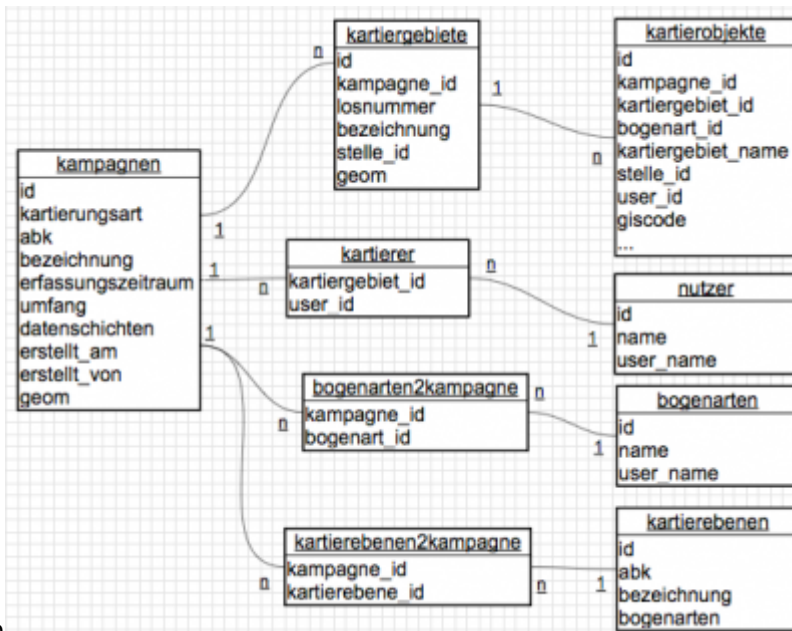 kampagnen
id
kartierungsart
abk
bezeichnung
erfassungszeitraum
umfang
datenschichten
erstellt_am
erstellt_von
geom
1
1
1
n
kartiergebiete
id
kampagne_id
losnummer
bezeichnung
stelle_id
geom
1
n
kartierobjekte
id
kampagne_id
kartiergebiet_id
bogenart_id
kartiergebiet_name
stelle_id
user_id
giscode
...
n
kartierer
kartiergebiet_id
user_id
n
1
nutzer
id
name
user_name
n
bogenarten2kampagne
kampagne_id
bogenart_id
n
1
bogenarten
id
name
user_name
n
kartierebenen2kampagne
kampagne_id
kartierebene_id
n
1
kartierebenen
id
abk
bezeichnung
bogenarten